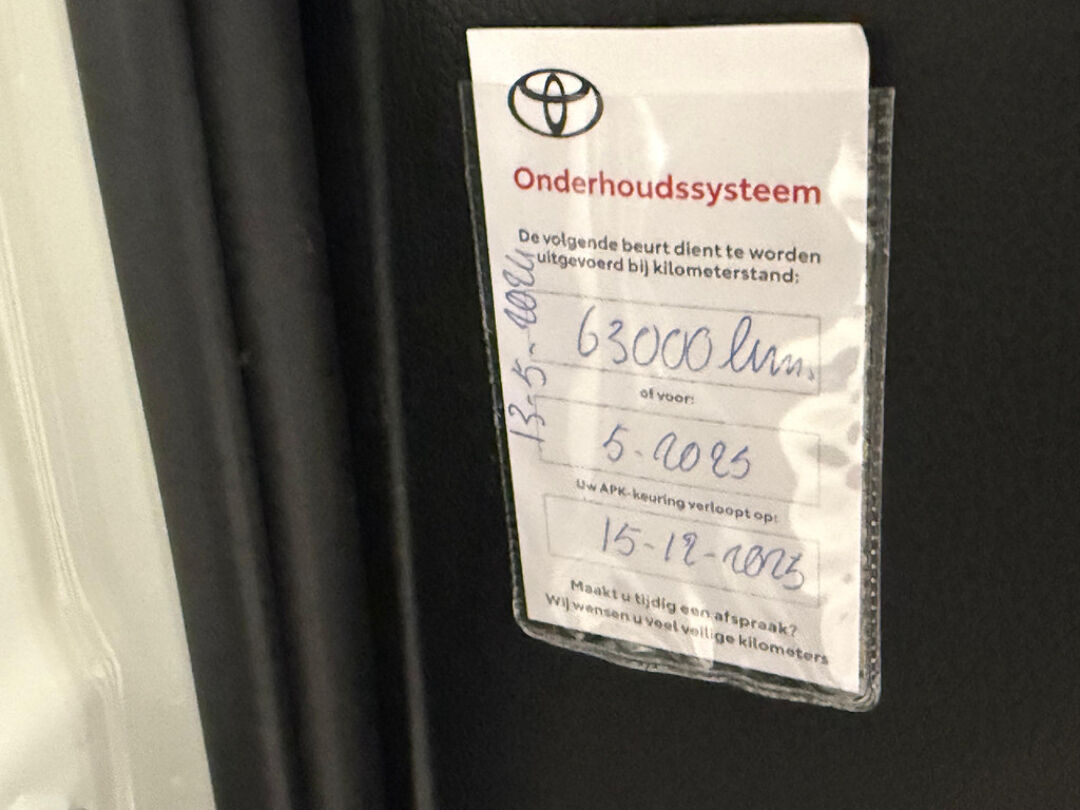 Onderhoudssysteem
De volgende beurt dient te worden
uitgevoerd bij kilometerstand:
63000 km.
of voor:
5-2025
Uw APK-keuring verloopt op:
15-12-2025
Maakt u tijdig een afspraak?
Wij wensen u veel veilige kilometers
13-5-2024